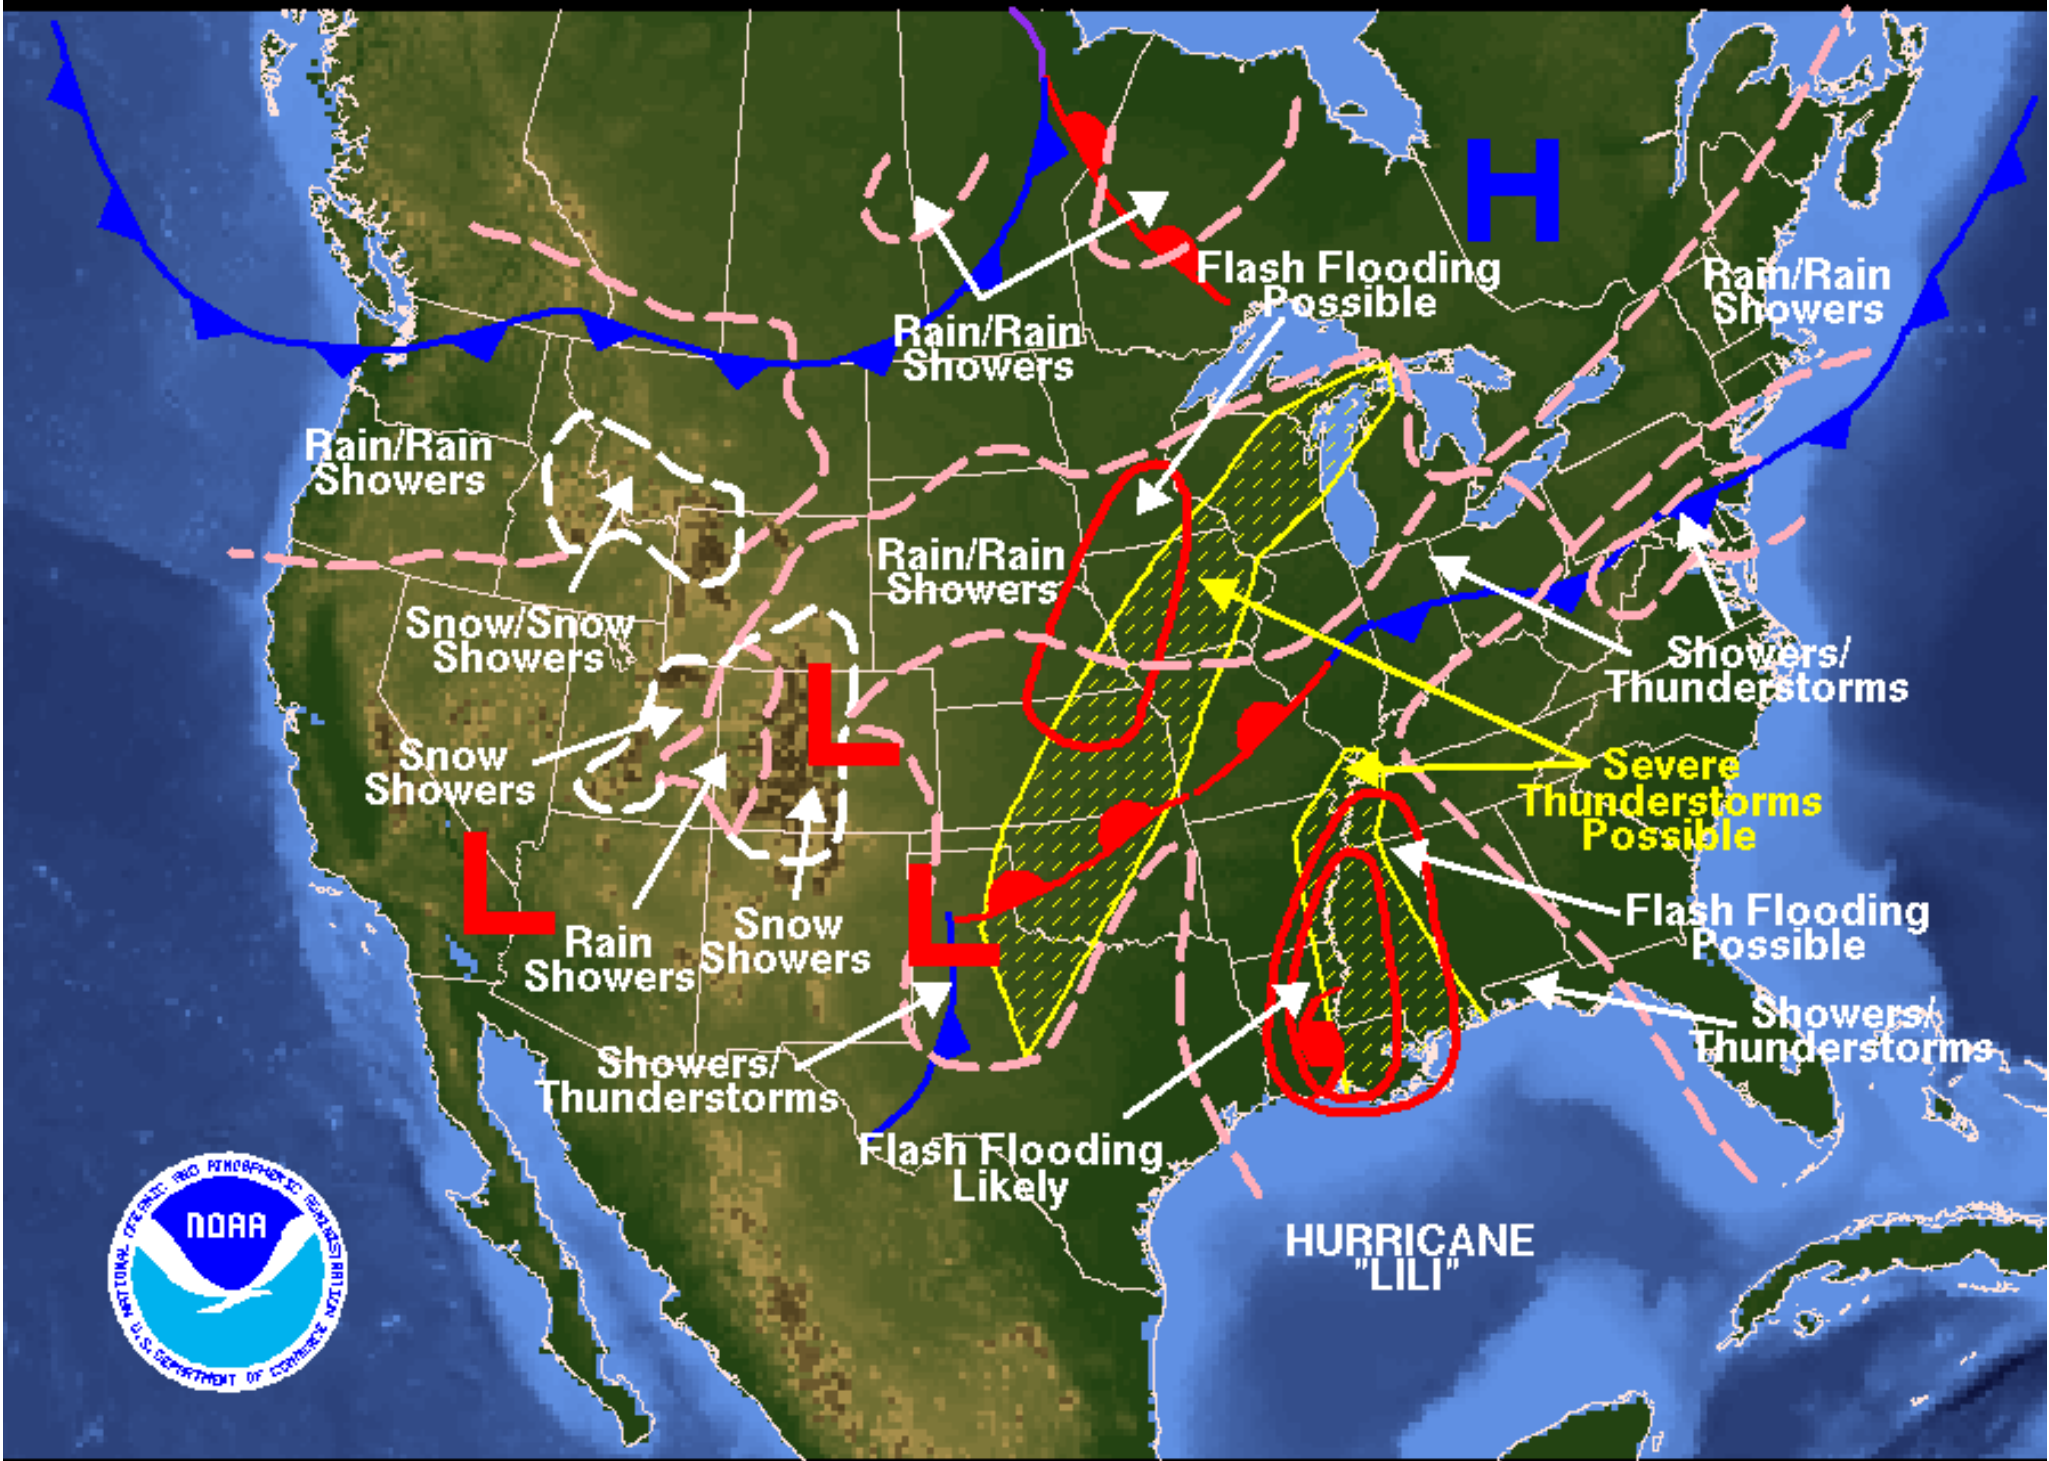 H
Flash Flooding
Possible
Rain/Rain
Showers
Rain/Rain
Showers
Rain/Rain
Showers
Rain/Rain
Showers
Snow/Snow
Showers
Showers/
Thunderstorms
L
Snow
Showers
Severe
Thunderstorms
Possible
L
L
Rain
Showers
Snow
Showers
Flash Flooding
Possible
Showers/
Thunderstorms
Showers/
Thunderstorms
Flash Flooding
Likely
HURRICANE
"LILI"
NATIONAL OCEANIC AND ATMOSPHERIC ADMINISTRATION
NOAA
U.S. DEPARTMENT OF COMMERCE